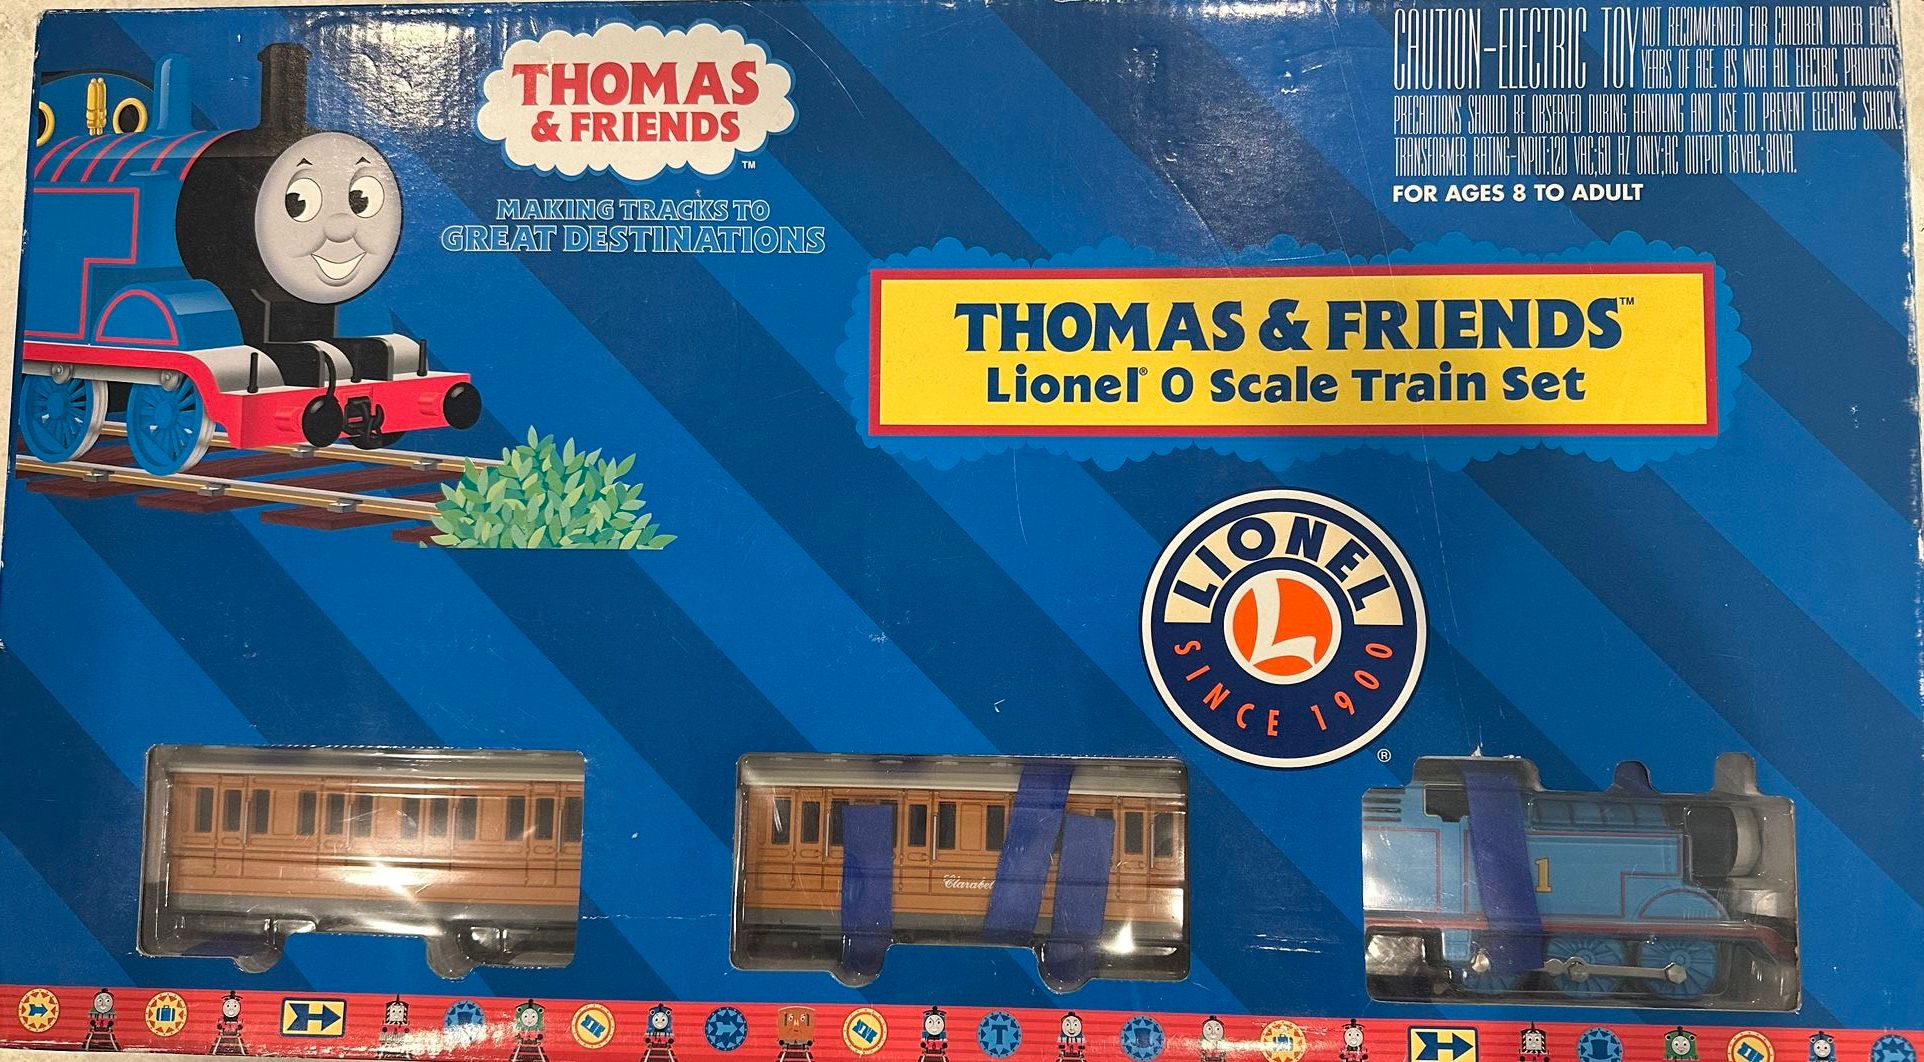 THOMAS
& FRIENDS
™
MAKING TRACKS TO
GREAT DESTINATIONS
CAUTION-ELECTRIC TOY NOT RECOMMENDED FOR CHILDREN UNDER EIGHT
YEARS OF AGE. AS WITH ALL ELECTRIC PRODUCTS,
PRECAUTIONS SHOULD BE OBSERVED DURING HANDLING AND USE TO PREVENT ELECTRIC SHOCK.
TRANSFORMER RATING-INPUT:120 VAC;60 HZ ONLY;AC OUTPUT 18VAC;80VA.
FOR AGES 8 TO ADULT
THOMAS & FRIENDS™
Lionel® O Scale Train Set
LIONEL
L
SINCE 1900
®
Clarabel
1
T